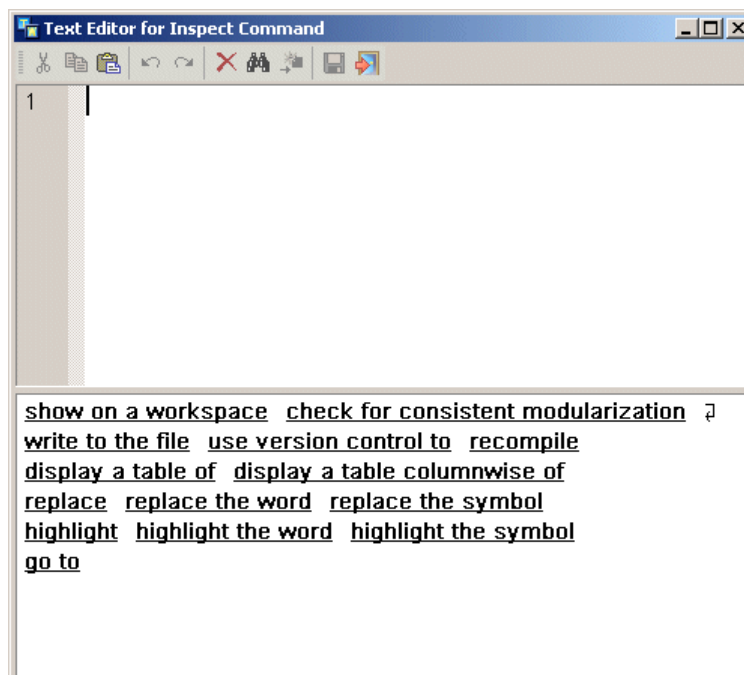 Text Editor for Inspect Command
1
show on a workspace check for consistent modularization
write to the file use version control to recompile
display a table of display a table columnwise of
replace replace the word replace the symbol
highlight highlight the word highlight the symbol
go to